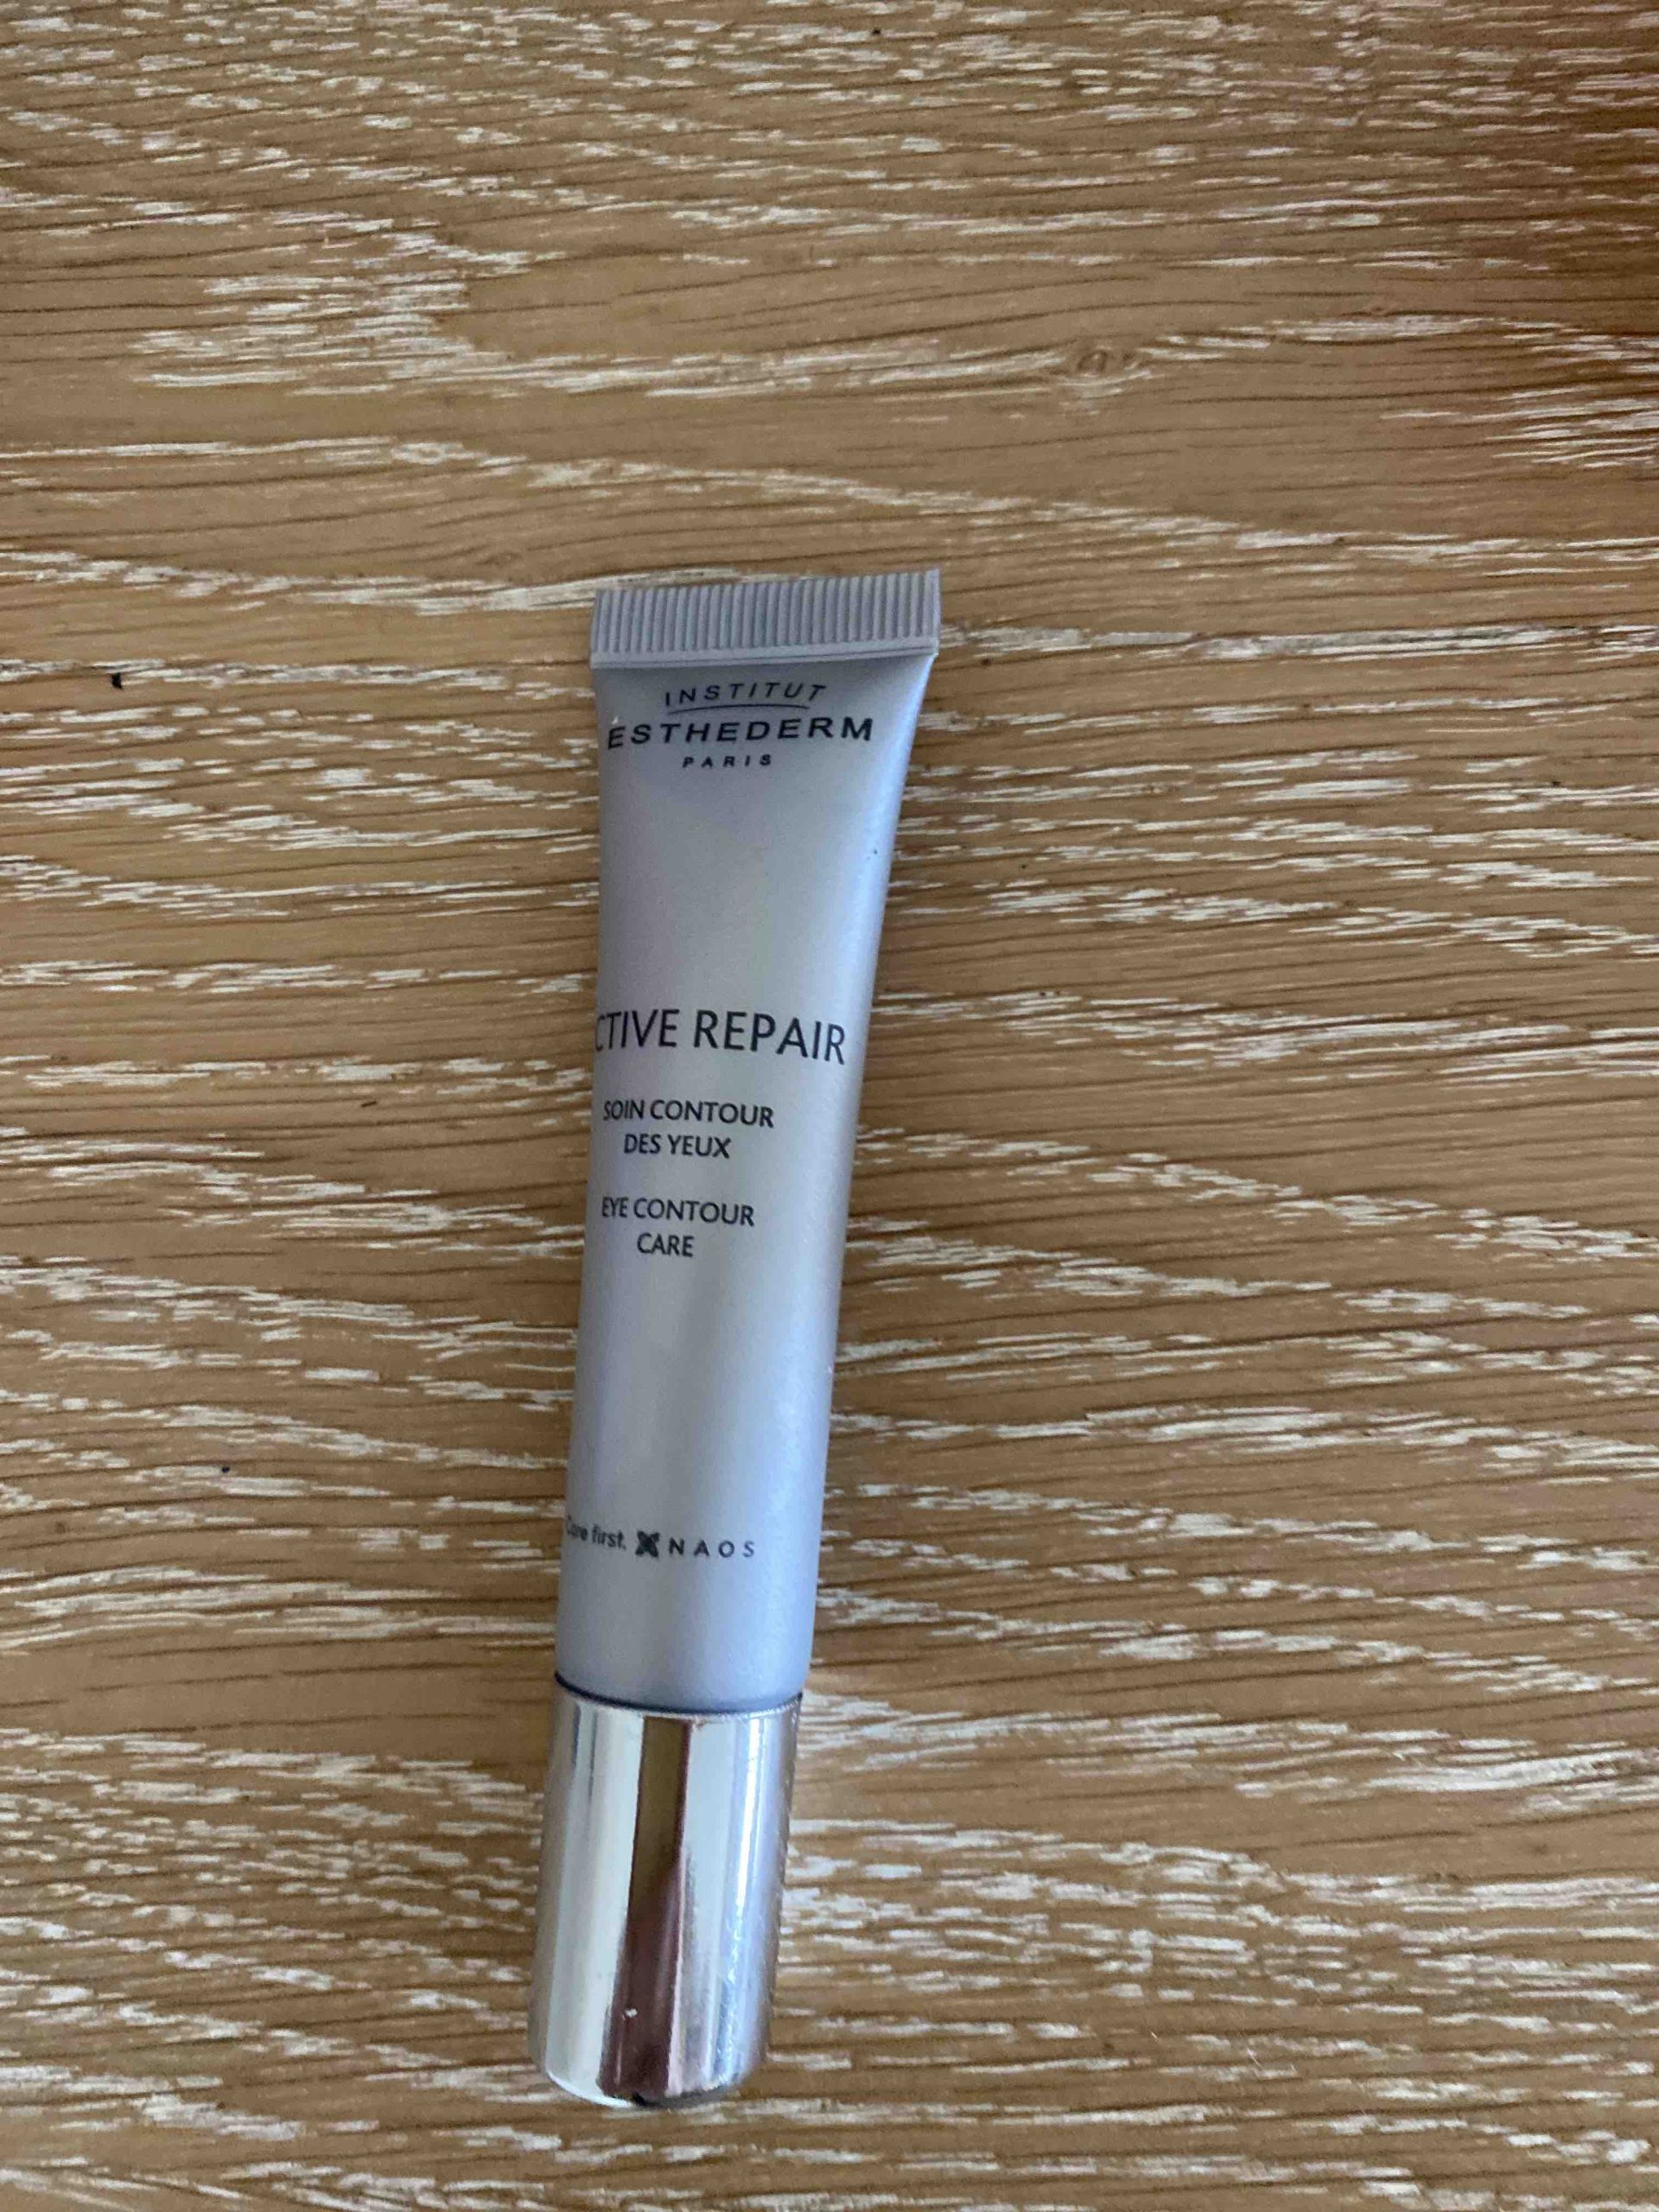 INSTITUT
ESTHEDERM
PARIS
CTIVE REPAIR
SOIN CONTOUR
DES YEUX
EYE CONTOUR
CARE
Care first. NAOS